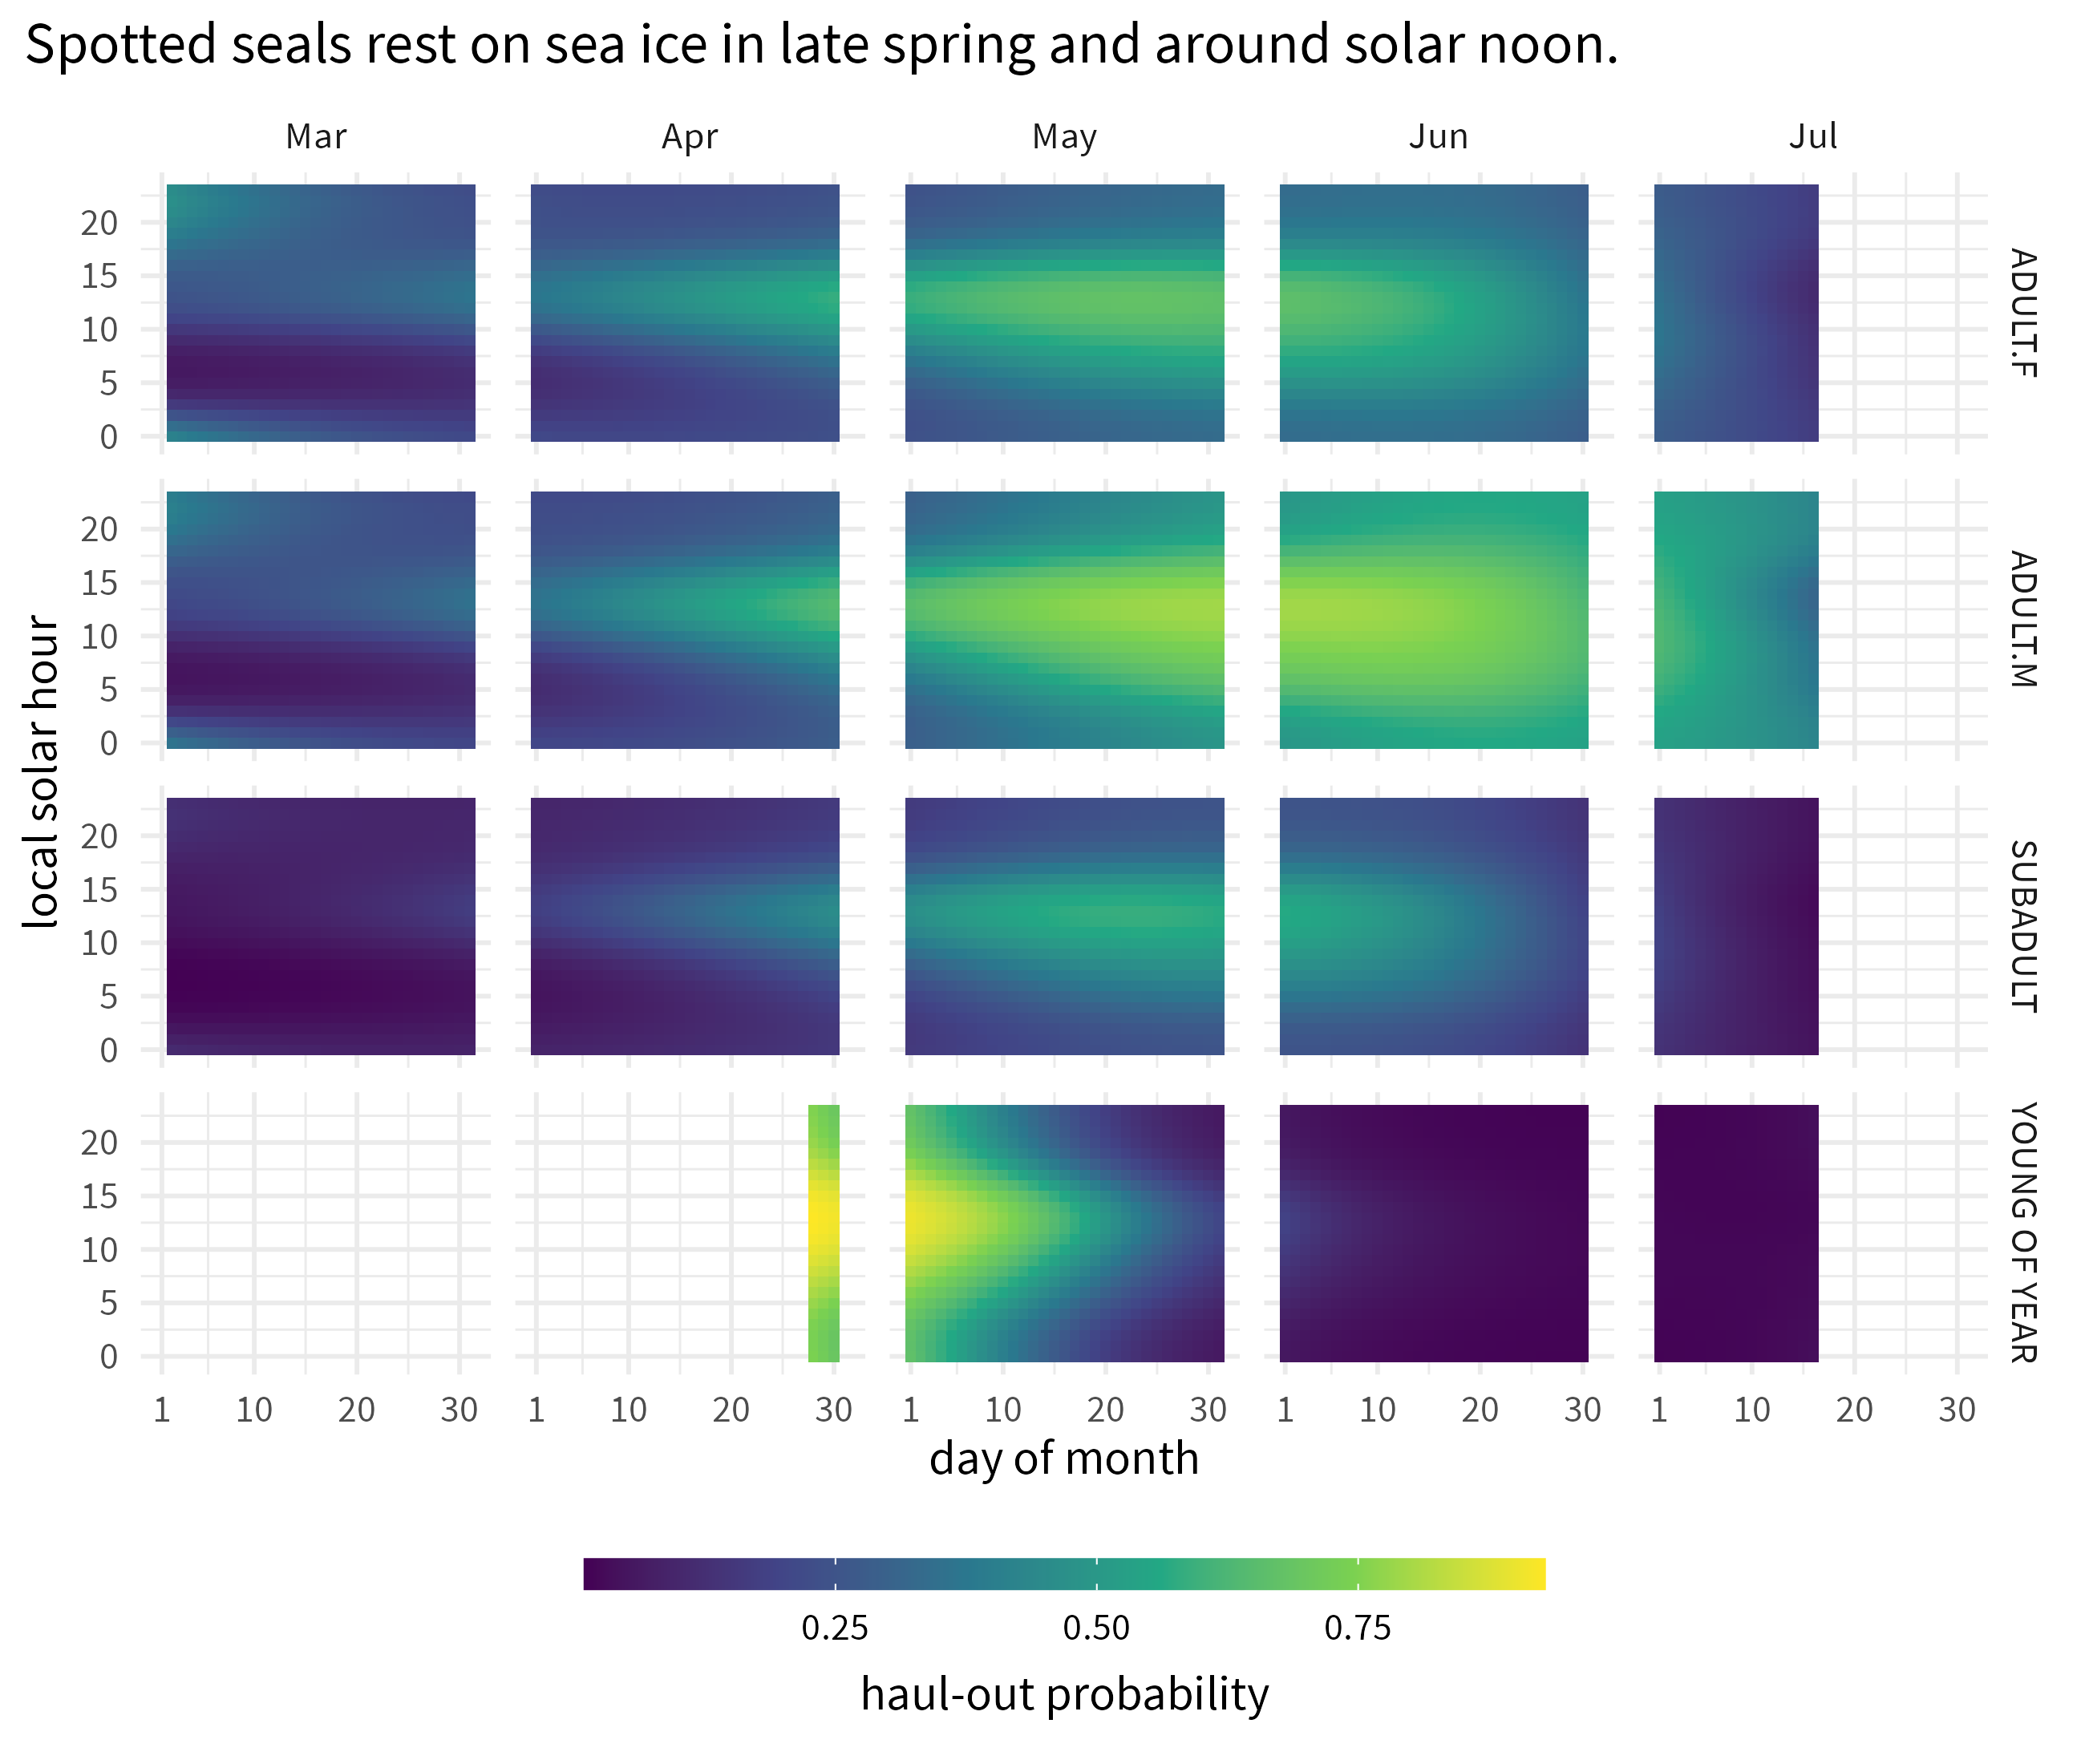 Spotted seals rest on sea ice in late spring and around solar noon.
Mar Apr May Jun Jul
20
15
10
5
0
ADULT.F
20
15
10
5
0
ADULT.M
20
15
10
5
0
SUBADULT
20
15
10
5
0
YOUNG OF YEAR
local solar hour
1 10 20 30 1 10 20 30 1 10 20 30 1 10 20 30 1 10 20 30
day of month
0.25 0.50 0.75
haul-out probability